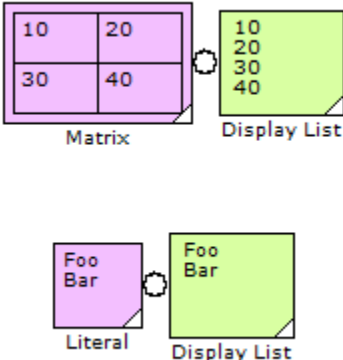 10 20
30 40
Matrix
10
20
30
40
Display List
Foo
Bar
Literal
Foo
Bar
Display List